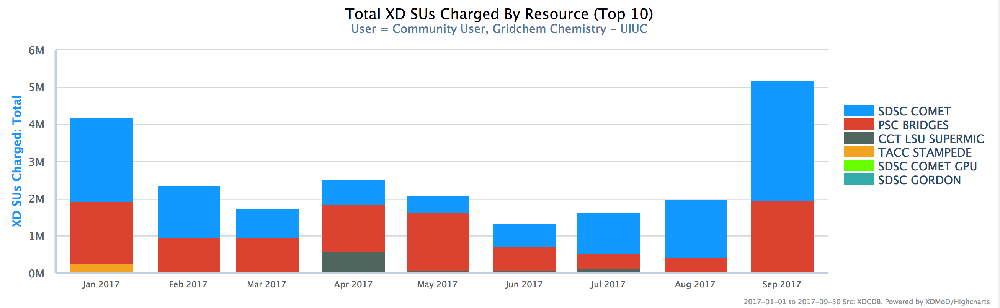 Total XD SUs Charged By Resource (Top 10)
User = Community User, Gridchem Chemistry - UIUC
XD SUs Charged: Total
6M
5M
4M
3M
2M
1M
0M
Jan 2017
Feb 2017
Mar 2017
Apr 2017
May 2017
Jun 2017
Jul 2017
Aug 2017
Sep 2017
SDSC COMET
PSC BRIDGES
CCT LSU SUPERMIC
TACC STAMPEDE
SDSC COMET GPU
SDSC GORDON
2017-01-01 to 2017-09-30 Src: XDCDB. Powered by XDMoD/Highcharts